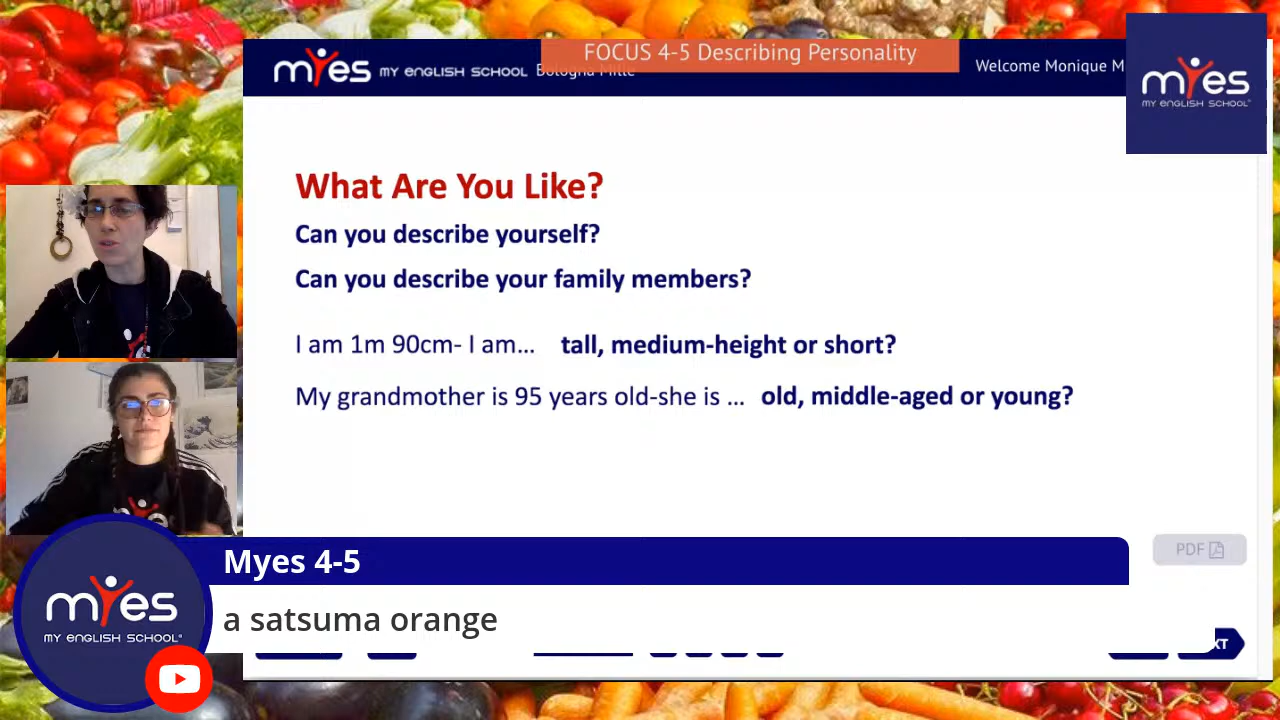 FOCUS 4-5 Describing Personality
myes MY ENGLISH SCHOOL Bologna Mille
Welcome Monique M
myes
MY ENGLISH SCHOOL
What Are You Like?
Can you describe yourself?
Can you describe your family members?
I am 1m 90cm- I am... tall, medium-height or short?
My grandmother is 95 years old-she is ... old, middle-aged or young?
PDF
Myes 4-5
a satsuma orange
myes
MY ENGLISH SCHOOL